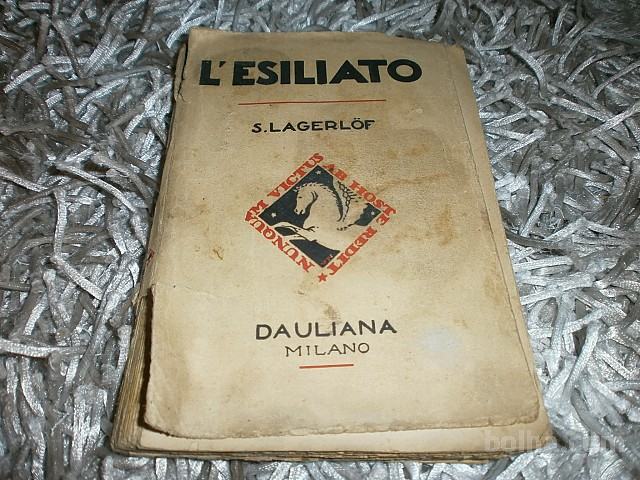 L'ESILIATO
S. LAGERLÖF
NUNQUAM VICTUS AB HOSTE REDIT
DAULIANA
MILANO